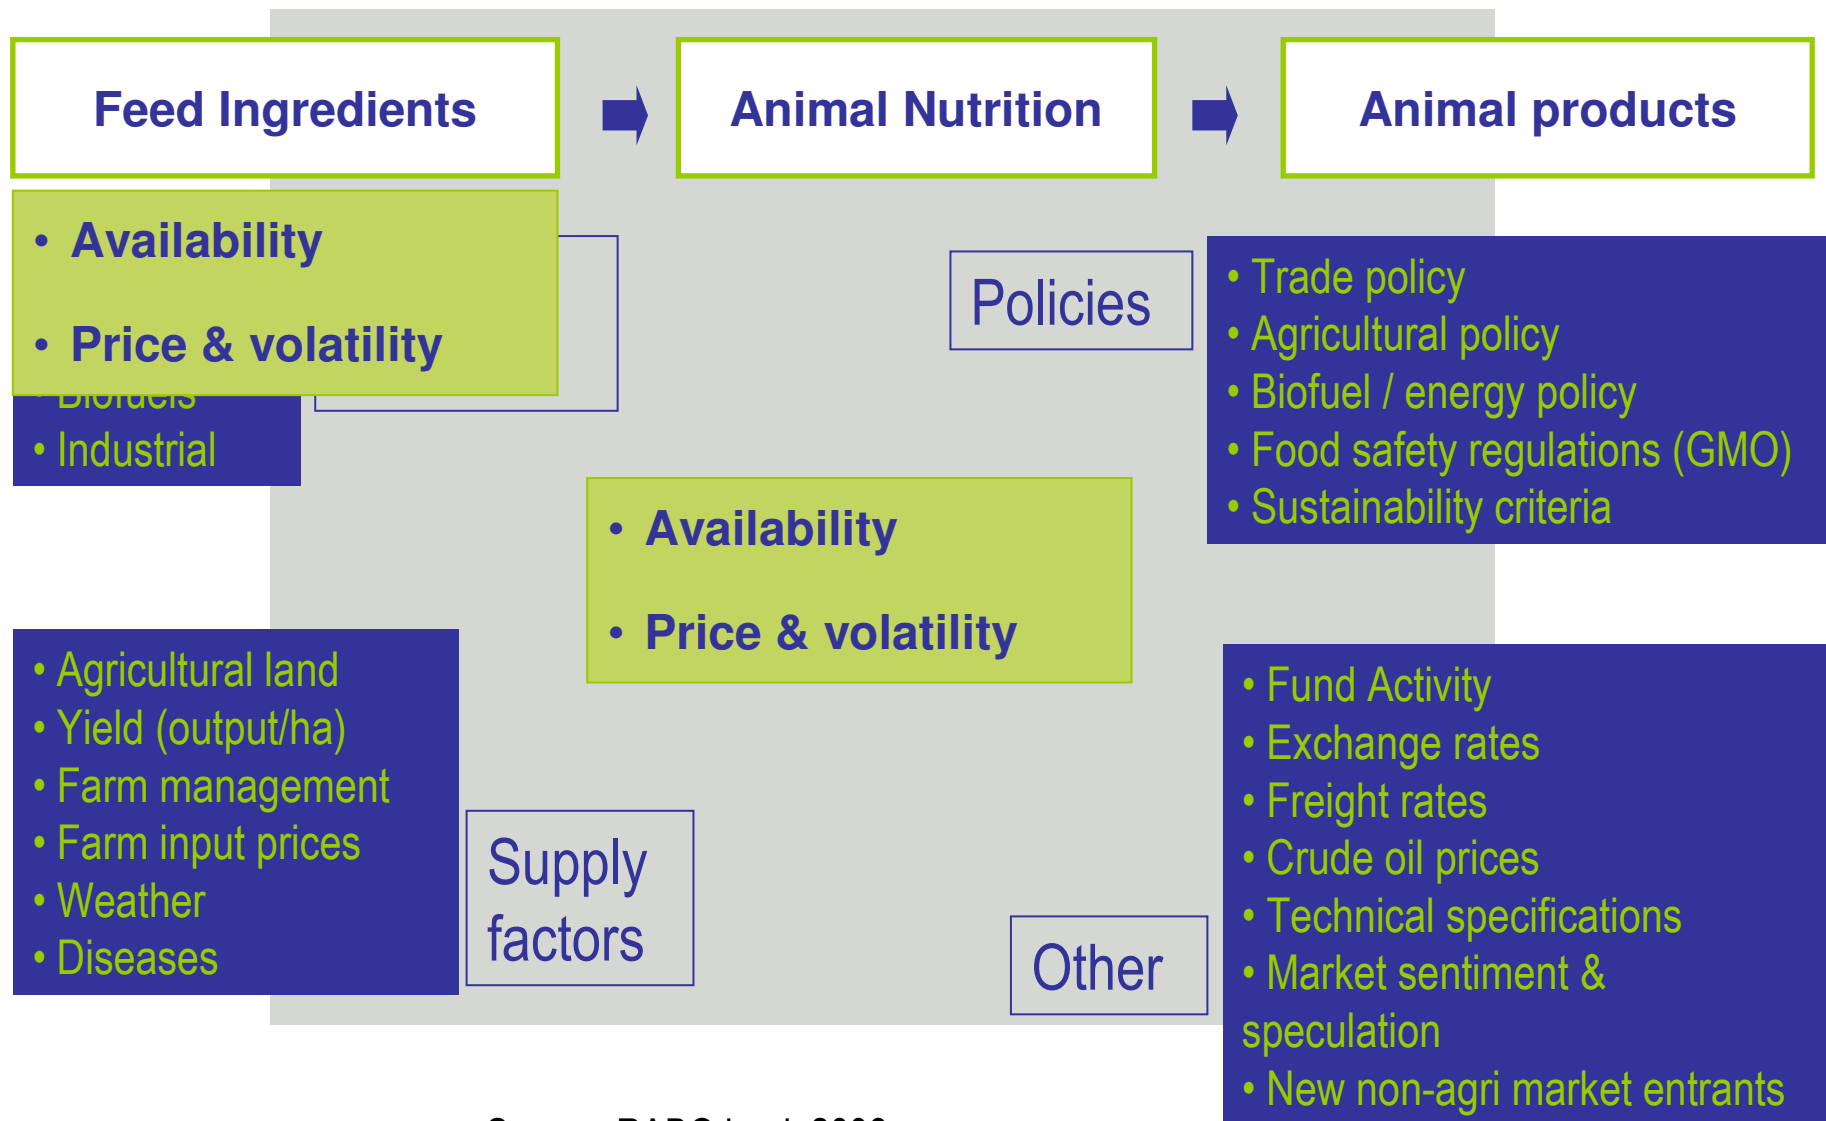 Feed Ingredients
Animal Nutrition
Animal products
• Availability
• Price & volatility
• Biofuels
• Industrial
Policies
• Trade policy
• Agricultural policy
• Biofuel / energy policy
• Food safety regulations (GMO)
• Sustainability criteria
• Availability
• Price & volatility
• Agricultural land
• Yield (output/ha)
• Farm management
• Farm input prices
• Weather
• Diseases
Supply
factors
Other
• Fund Activity
• Exchange rates
• Freight rates
• Crude oil prices
• Technical specifications
• Market sentiment &
speculation
• New non-agri market entrants